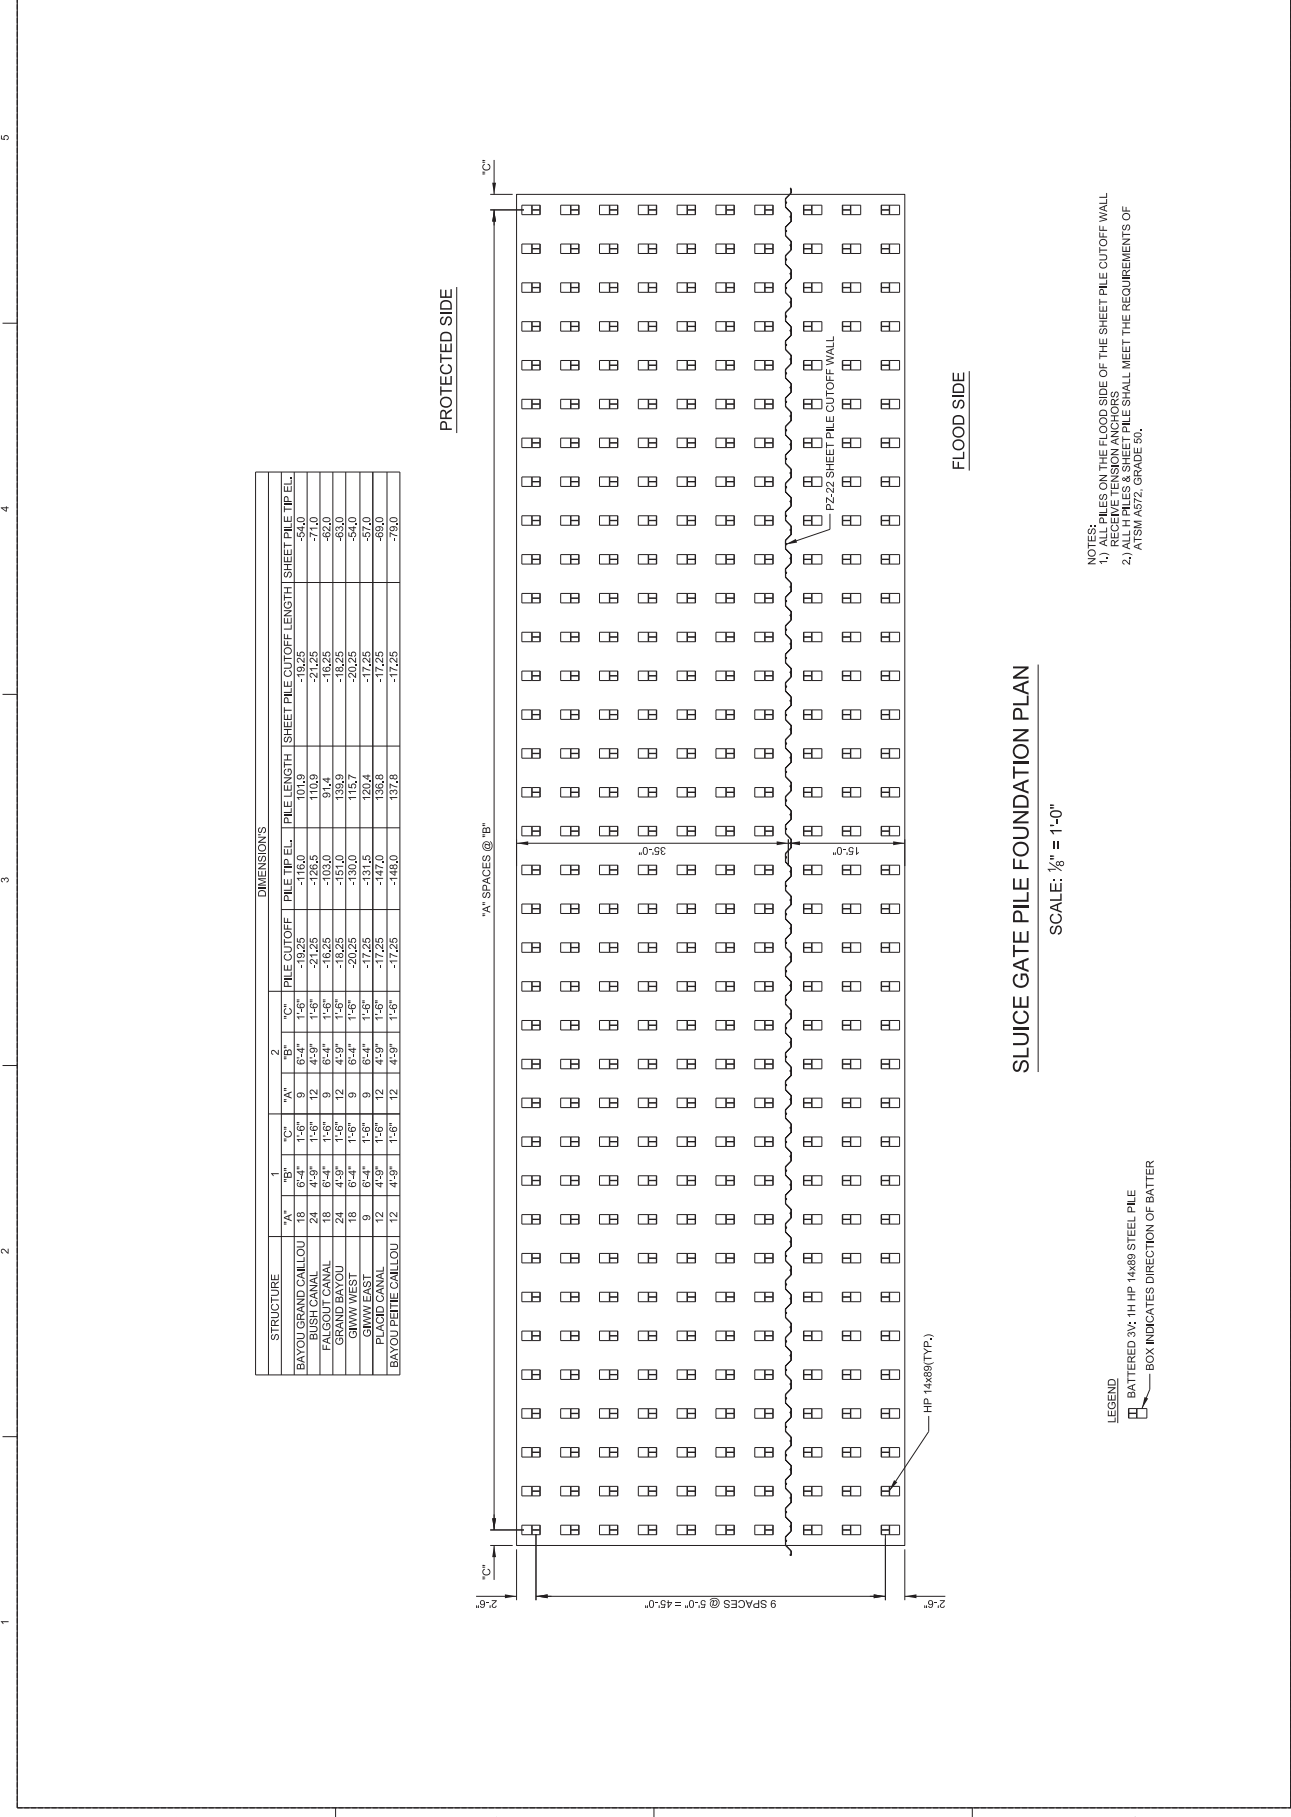 1 2 3 4 5
DIMENSION'S
STRUCTURE 1 2
"A" "B" "C" "A" "B" "C" PILE CUTOFF PILE TIP EL. PILE LENGTH SHEET PILE CUTOFF LENGTH SHEET PILE TIP EL.
BAYOU GRAND CAILLOU 18 6'-4" 1'-6" 9 6'-4" 1'-6" -19.25 -116.0 101.9 -19.25 -54.0
BUSH CANAL 24 4'-9" 1'-6" 12 4'-9" 1'-6" -21.25 -126.5 110.9 -21.25 -71.0
FALGOUT CANAL 18 6'-4" 1'-6" 9 6'-4" 1'-6" -16.25 -103.0 91.4 -16.25 -62.0
GRAND BAYOU 24 4'-9" 1'-6" 12 4'-9" 1'-6" -18.25 -151.0 139.9 -18.25 -63.0
GIWW WEST 18 6'-4" 1'-6" 9 6'-4" 1'-6" -20.25 -130.0 115.7 -20.25 -54.0
GIWW EAST 9 6'-4" 1'-6" 9 6'-4" 1'-6" -17.25 -131.5 120.4 -17.25 -57.0
PLACID CANAL 12 4'-9" 1'-6" 12 4'-9" 1'-6" -17.25 -147.0 136.8 -17.25 -69.0
BAYOU PEITIE CAILLOU 12 4'-9" 1'-6" 12 4'-9" 1'-6" -17.25 -148.0 137.8 -17.25 -79.0
PROTECTED SIDE
"C" "A" SPACES @ "B" "C"
2'-6"
9 SPACES @ 5'-0" = 45'-0"
2'-6"
35'-0"
15'-0"
PZ-22 SHEET PILE CUTOFF WALL
HP 14x89(TYP.)
FLOOD SIDE
SLUICE GATE PILE FOUNDATION PLAN
SCALE: ⅛" = 1'-0"
LEGEND
BATTERED 3V: 1H HP 14x89 STEEL PILE
BOX INDICATES DIRECTION OF BATTER
NOTES:
1.) ALL PILES ON THE FLOOD SIDE OF THE SHEET PILE CUTOFF WALL
RECEIVE TENSION ANCHORS
2.) ALL H PILES & SHEET PILE SHALL MEET THE REQUIREMENTS OF
ATSM A572, GRADE 50.